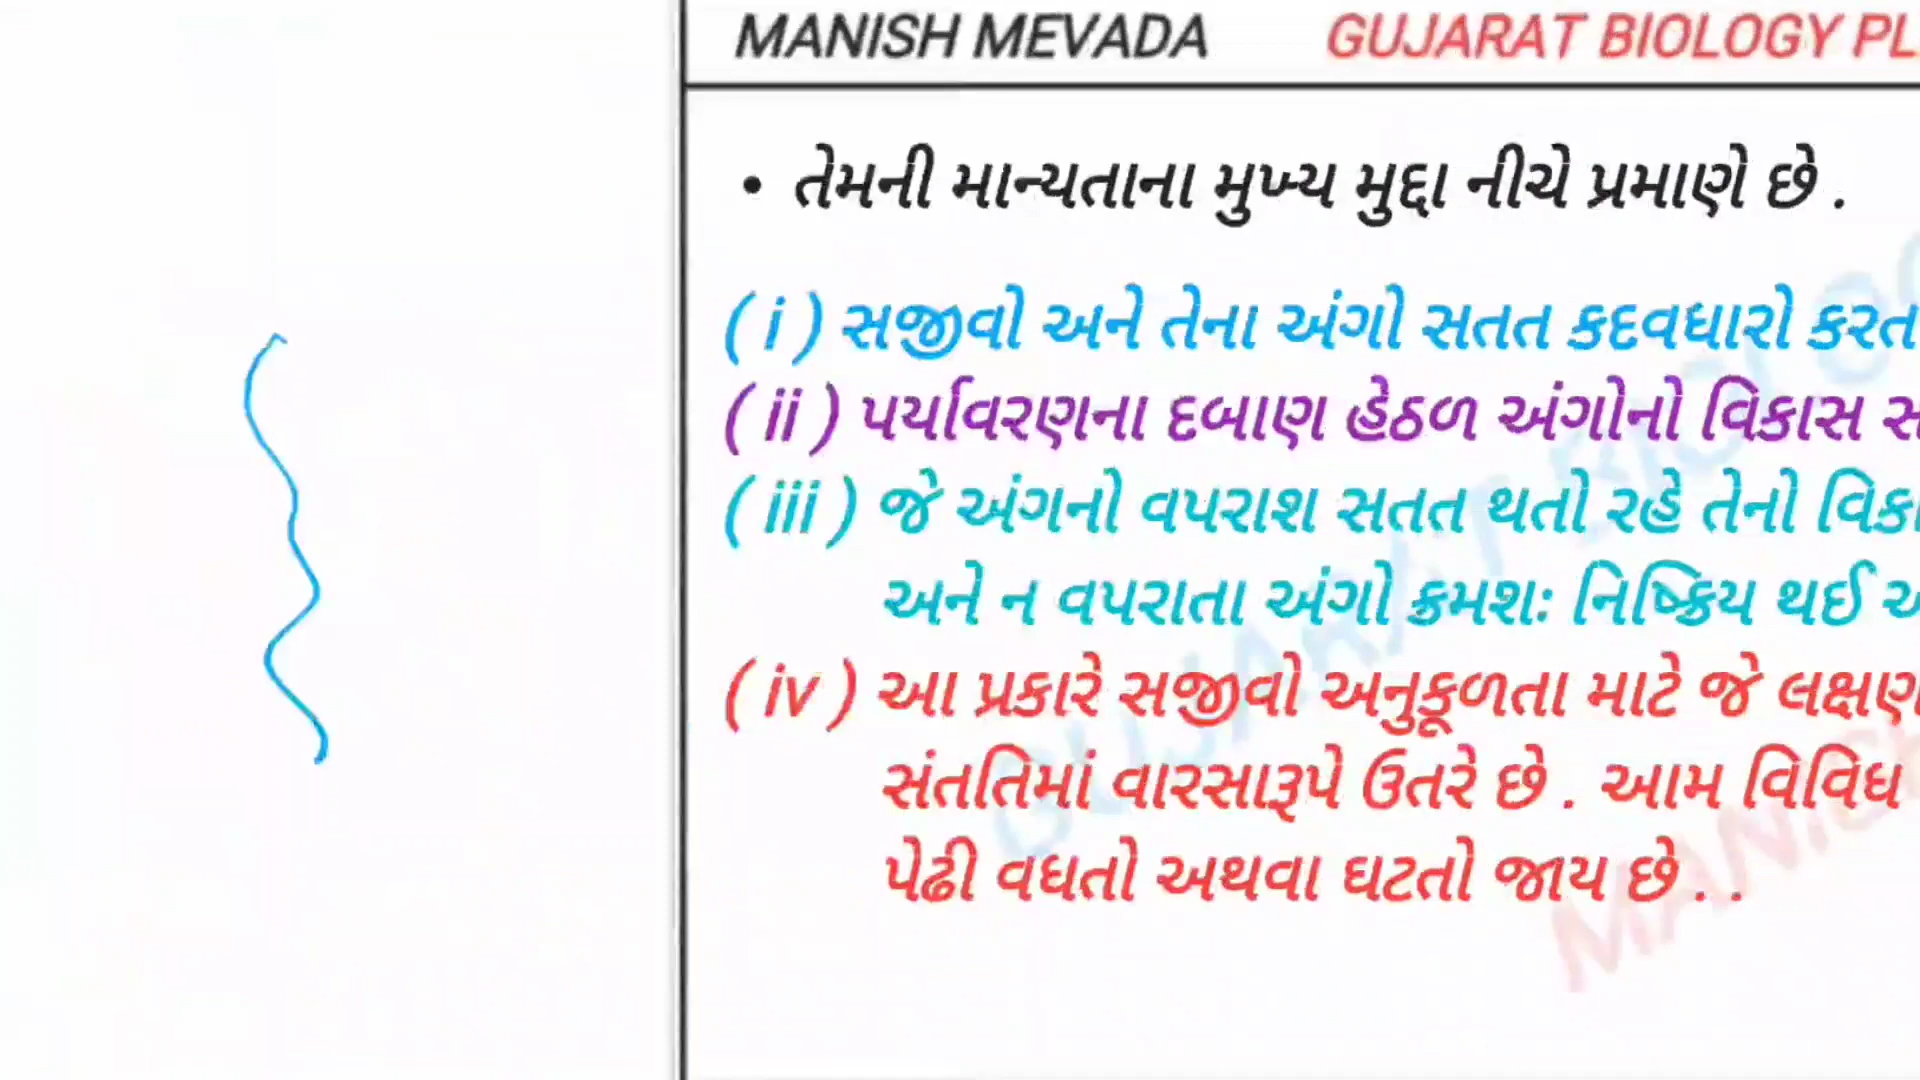 MANISH MEVADA GUJARAT BIOLOGY
• તેમની માન્યતાના મુખ્ય મુદ્દા નીચે પ્રમાણે છે .
( i ) સજીવો અને તેના અંગો સતત કદવધારો
( ii ) પર્યાવરણના દબાણ હેઠળ અંગોનો વિકાસ
( iii ) જે અંગનો વપરાશ સતત થતો રહે તેનો
અને ન વપરાતા અંગો ક્રમશઃ નિષ્ક્રિય થઈ
( iv ) આ પ્રકારે સજીવો અનુકૂળતા માટે જે
સંતતિમાં વારસારૂપે ઉતરે છે . આમ વિવિધ
પેઢી વધતો અથવા ઘટતો જાય છે . .